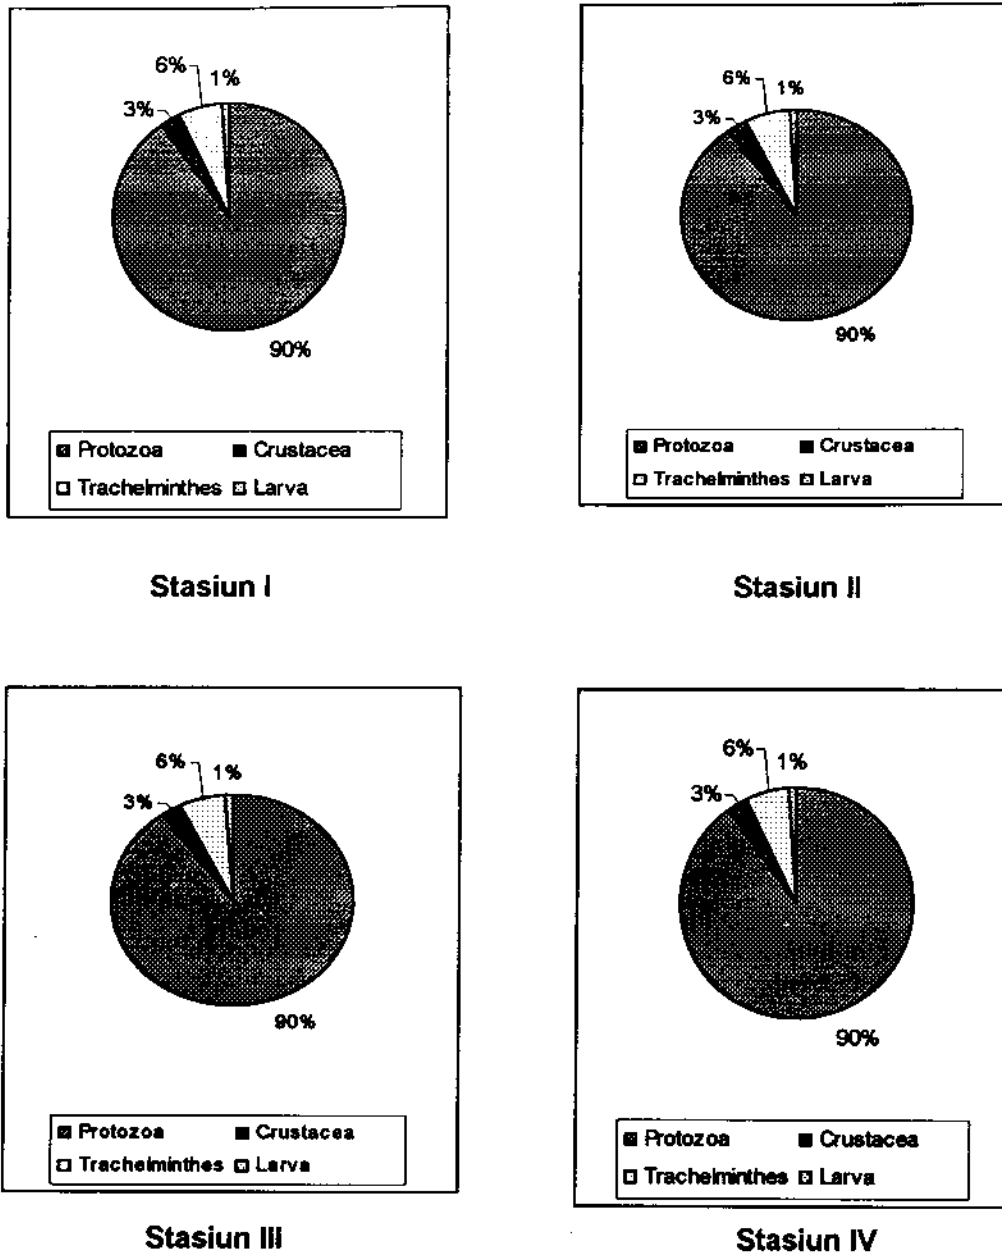 6%
1%
3%
90%
Protozoa Crustacea
Trachelminthes Larva
Stasiun I
6%
1%
3%
90%
Protozoa Crustacea
Trachelminthes Larva
Stasiun II
6%
1%
3%
90%
Protozoa Crustacea
Trachelminthes Larva
Stasiun III
6%
1%
3%
90%
Protozoa Crustacea
Trachelminthes Larva
Stasiun IV